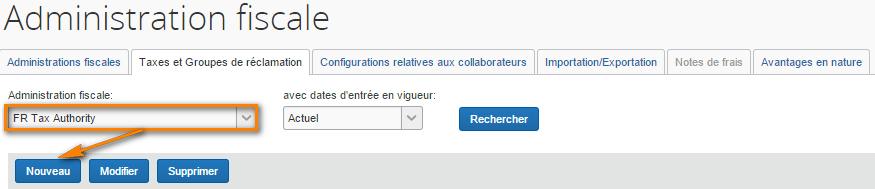 Administration fiscale
Administrations fiscales Taxes et Groupes de réclamation Configurations relatives aux collaborateurs Importation/Exportation Notes de frais Avantages en nature
Administration fiscale: avec dates d'entrée en vigueur:
FR Tax Authority Actuel Rechercher
Nouveau Modifier Supprimer